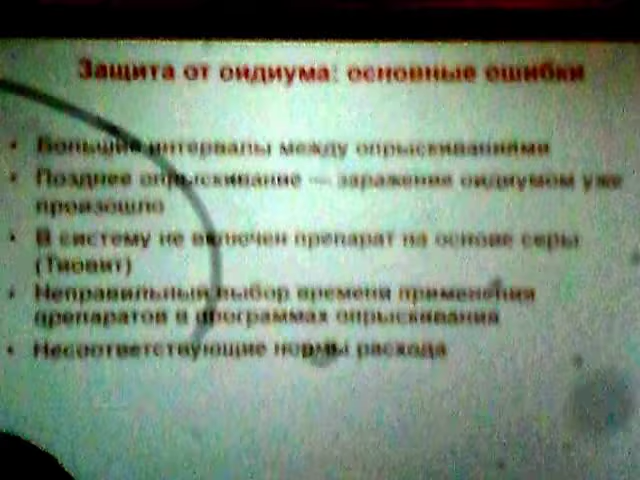 Защита от оидиума: основные ошибки
• Большие интервалы между опрыскиваниями
• Позднее опрыскивание — заражение оидиумом уже
произошло
• В систему не включен препарат на основе серы
(Тиовит)
• Неправильный выбор времени применения
препаратов в программах опрыскивания
• Несоответствующие нормы расхода